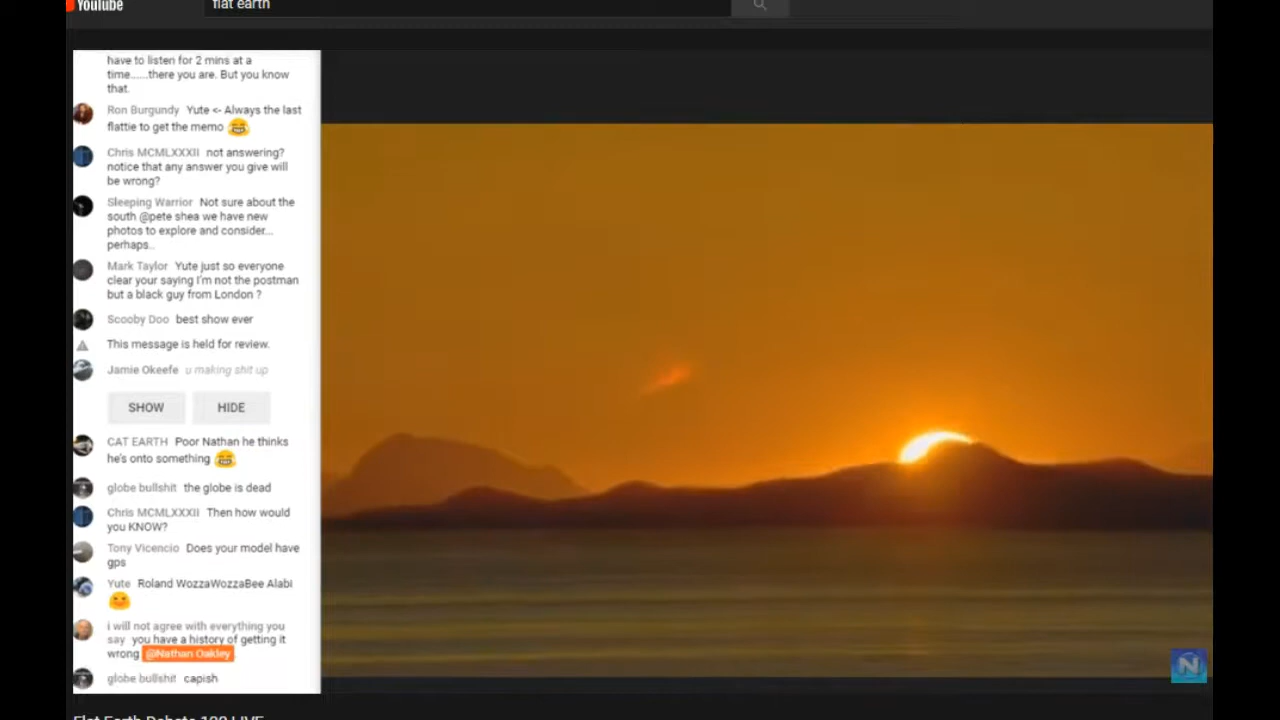 YouTube
flat earth
have to listen for 2 mins at a
time......there you are. But you know
that.
Ron Burgundy Yute <- Always the last
flattie to get the memo 😂
Chris MCMLXXXII not answering?
notice that any answer you give will
be wrong?
Sleeping Warrior Not sure about the
south @pete shea we have new
photos to explore and consider...
perhaps..
Mark Taylor Yute just so everyone
clear your saying I'm not the postman
but a black guy from London ?
Scooby Doo best show ever
This message is held for review.
Jamie Okeefe u making shit up
SHOW HIDE
CAT EARTH Poor Nathan he thinks
he's onto something 😂
globe bullshit the globe is dead
Chris MCMLXXXII Then how would
you KNOW?
Tony Vicencio Does your model have
gps
Yute Roland WozzaWozzaBee Alabi
i will not agree with everything you
say you have a history of getting it
wrong @Nathan Oakley
globe bullshit capish
N
Flat Earth Debate LIVE